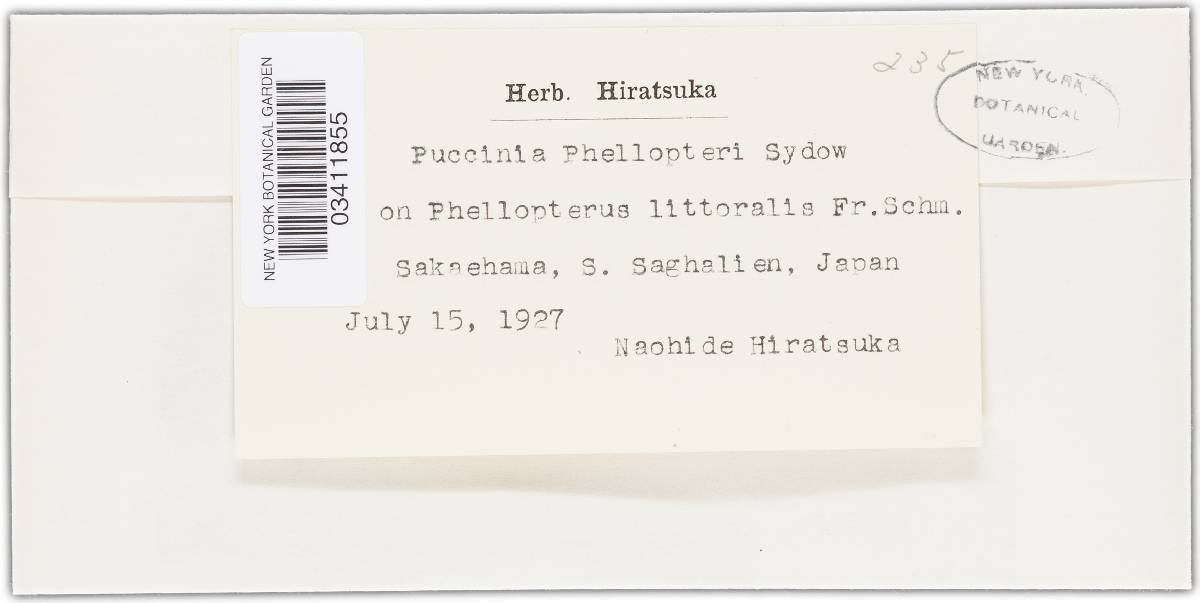 235
NEW YORK
BOTANICAL
GARDEN.
Herb. Hiratsuka
Puccinia Phellopteri Sydow
on Phellopterus littoralis Fr.Schm.
Sakaehama, S. Saghalien, Japan
July 15, 1927
Naohide Hiratsuka
NEW YORK BOTANICAL GARDEN
03411855